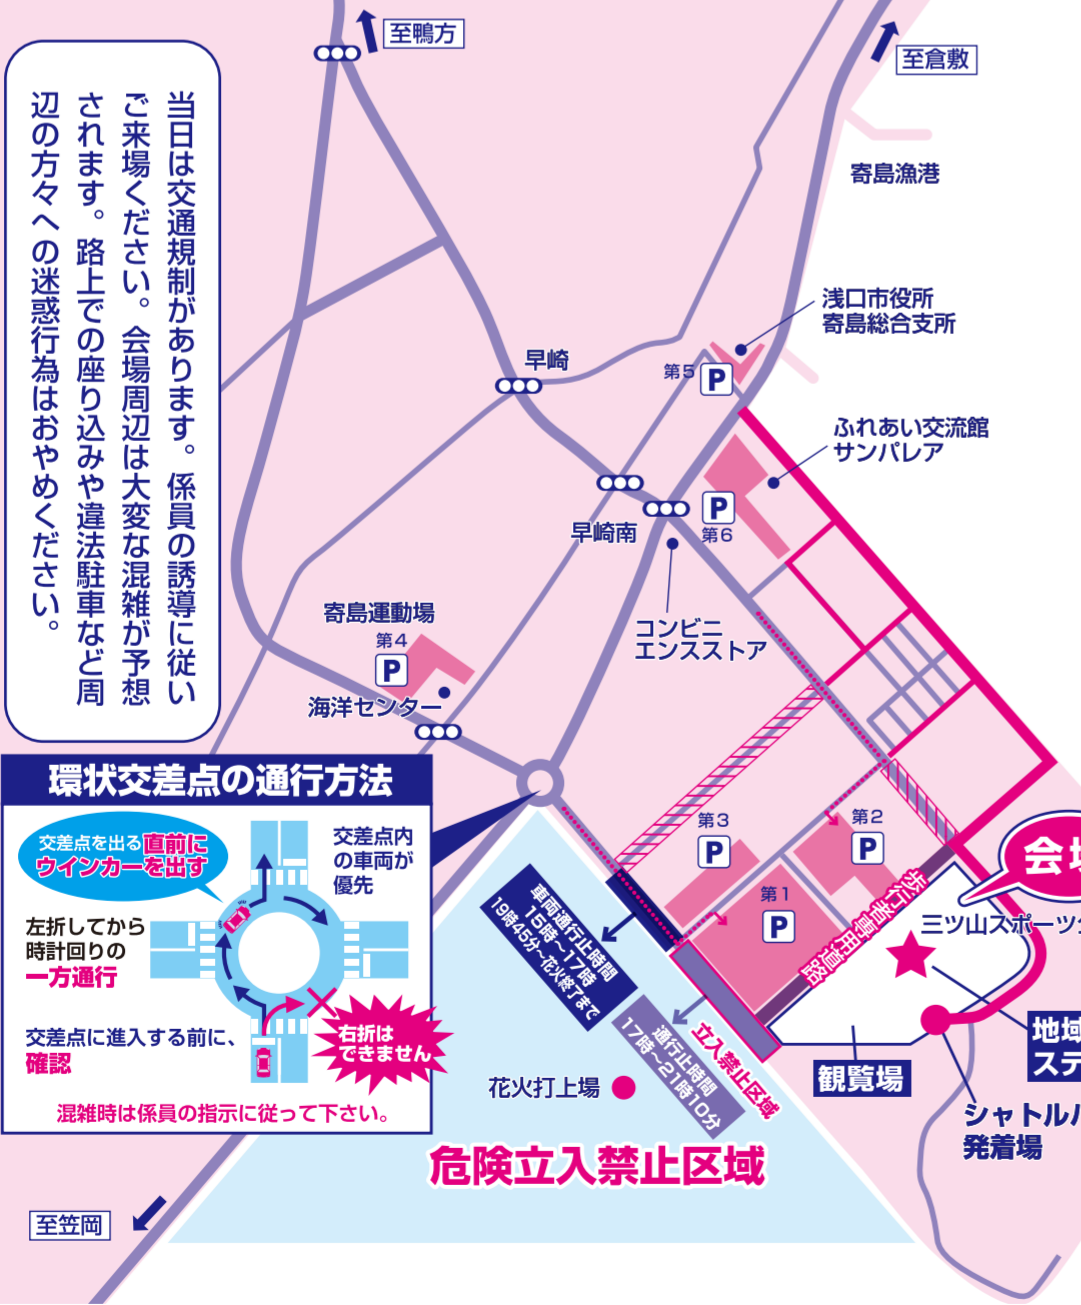 至鴨方
至倉敷
当日は交通規制があります。係員の誘導に従い
ご来場ください。会場周辺は大変な混雑が予想
されます。路上での座り込みや違法駐車など周
辺の方々への迷惑行為はおやめください。
寄島漁港
浅口市役所
寄島総合支所
早崎
第5
P
ふれあい交流館
サンパレア
P
第6
早崎南
コンビニ
エンスストア
寄島運動場
第4
P
海洋センター
環状交差点の通行方法
交差点を出る直前に
ウインカーを出す
交差点内
の車両が
優先
左折してから
時計回りの
一方通行
交差点に進入する前に、
確認
右折は
できません
混雑時は係員の指示に従って下さい。
第3
P
第2
P
第1
P
会場
歩行者専用道路
三ツ山スポーツ
車両通行止時間
15時〜17時
19時45分〜花火終了まで
通行止時間
17時〜21時10分
立入禁止区域
観覧場
地域
ステ
シャトル
発着場
花火打上場
危険立入禁止区域
至笠岡